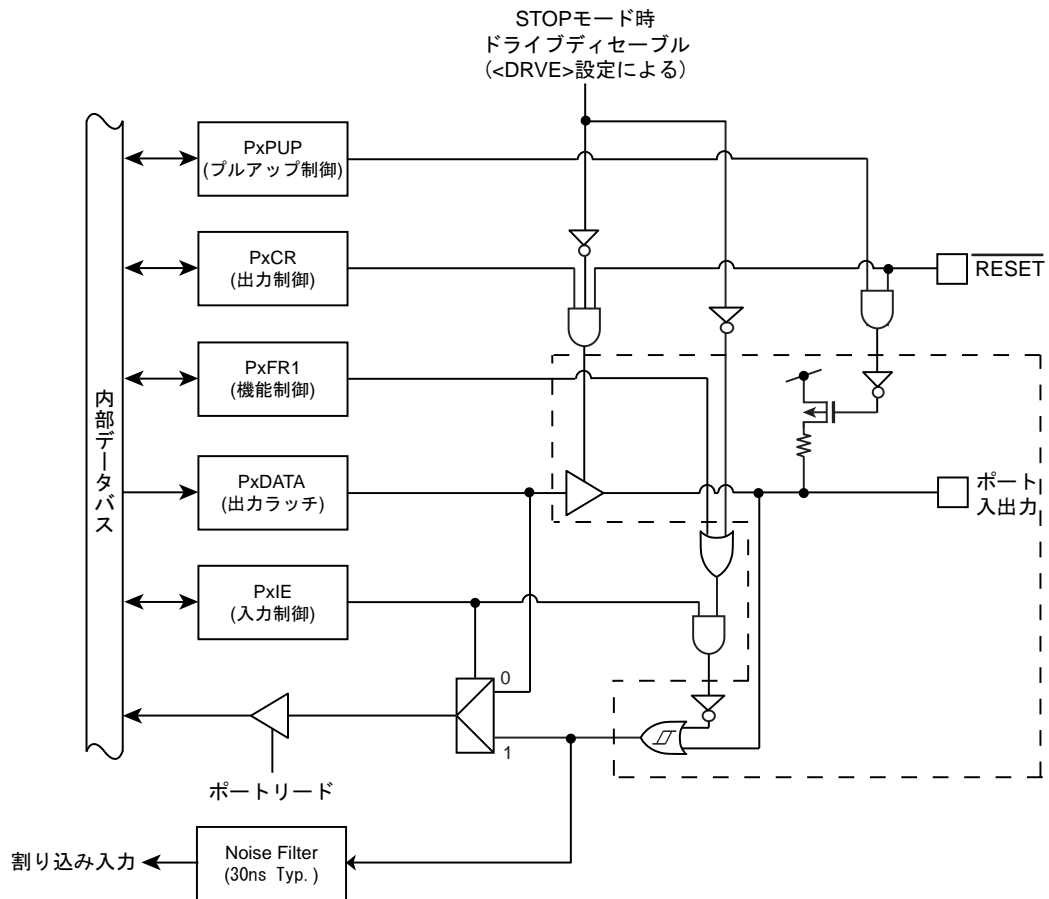 STOPモード時
ドライブディセーブル
(<DRVE>設定による)
PxPUP
(プルアップ制御)
PxCR
(出力制御)
RESET
PxFR1
(機能制御)
内部データバス
PxDATA
(出力ラッチ)
ポート
入出力
PxIE
(入力制御)
0
1
ポートリード
割り込み入力
Noise Filter
(30ns Typ.)